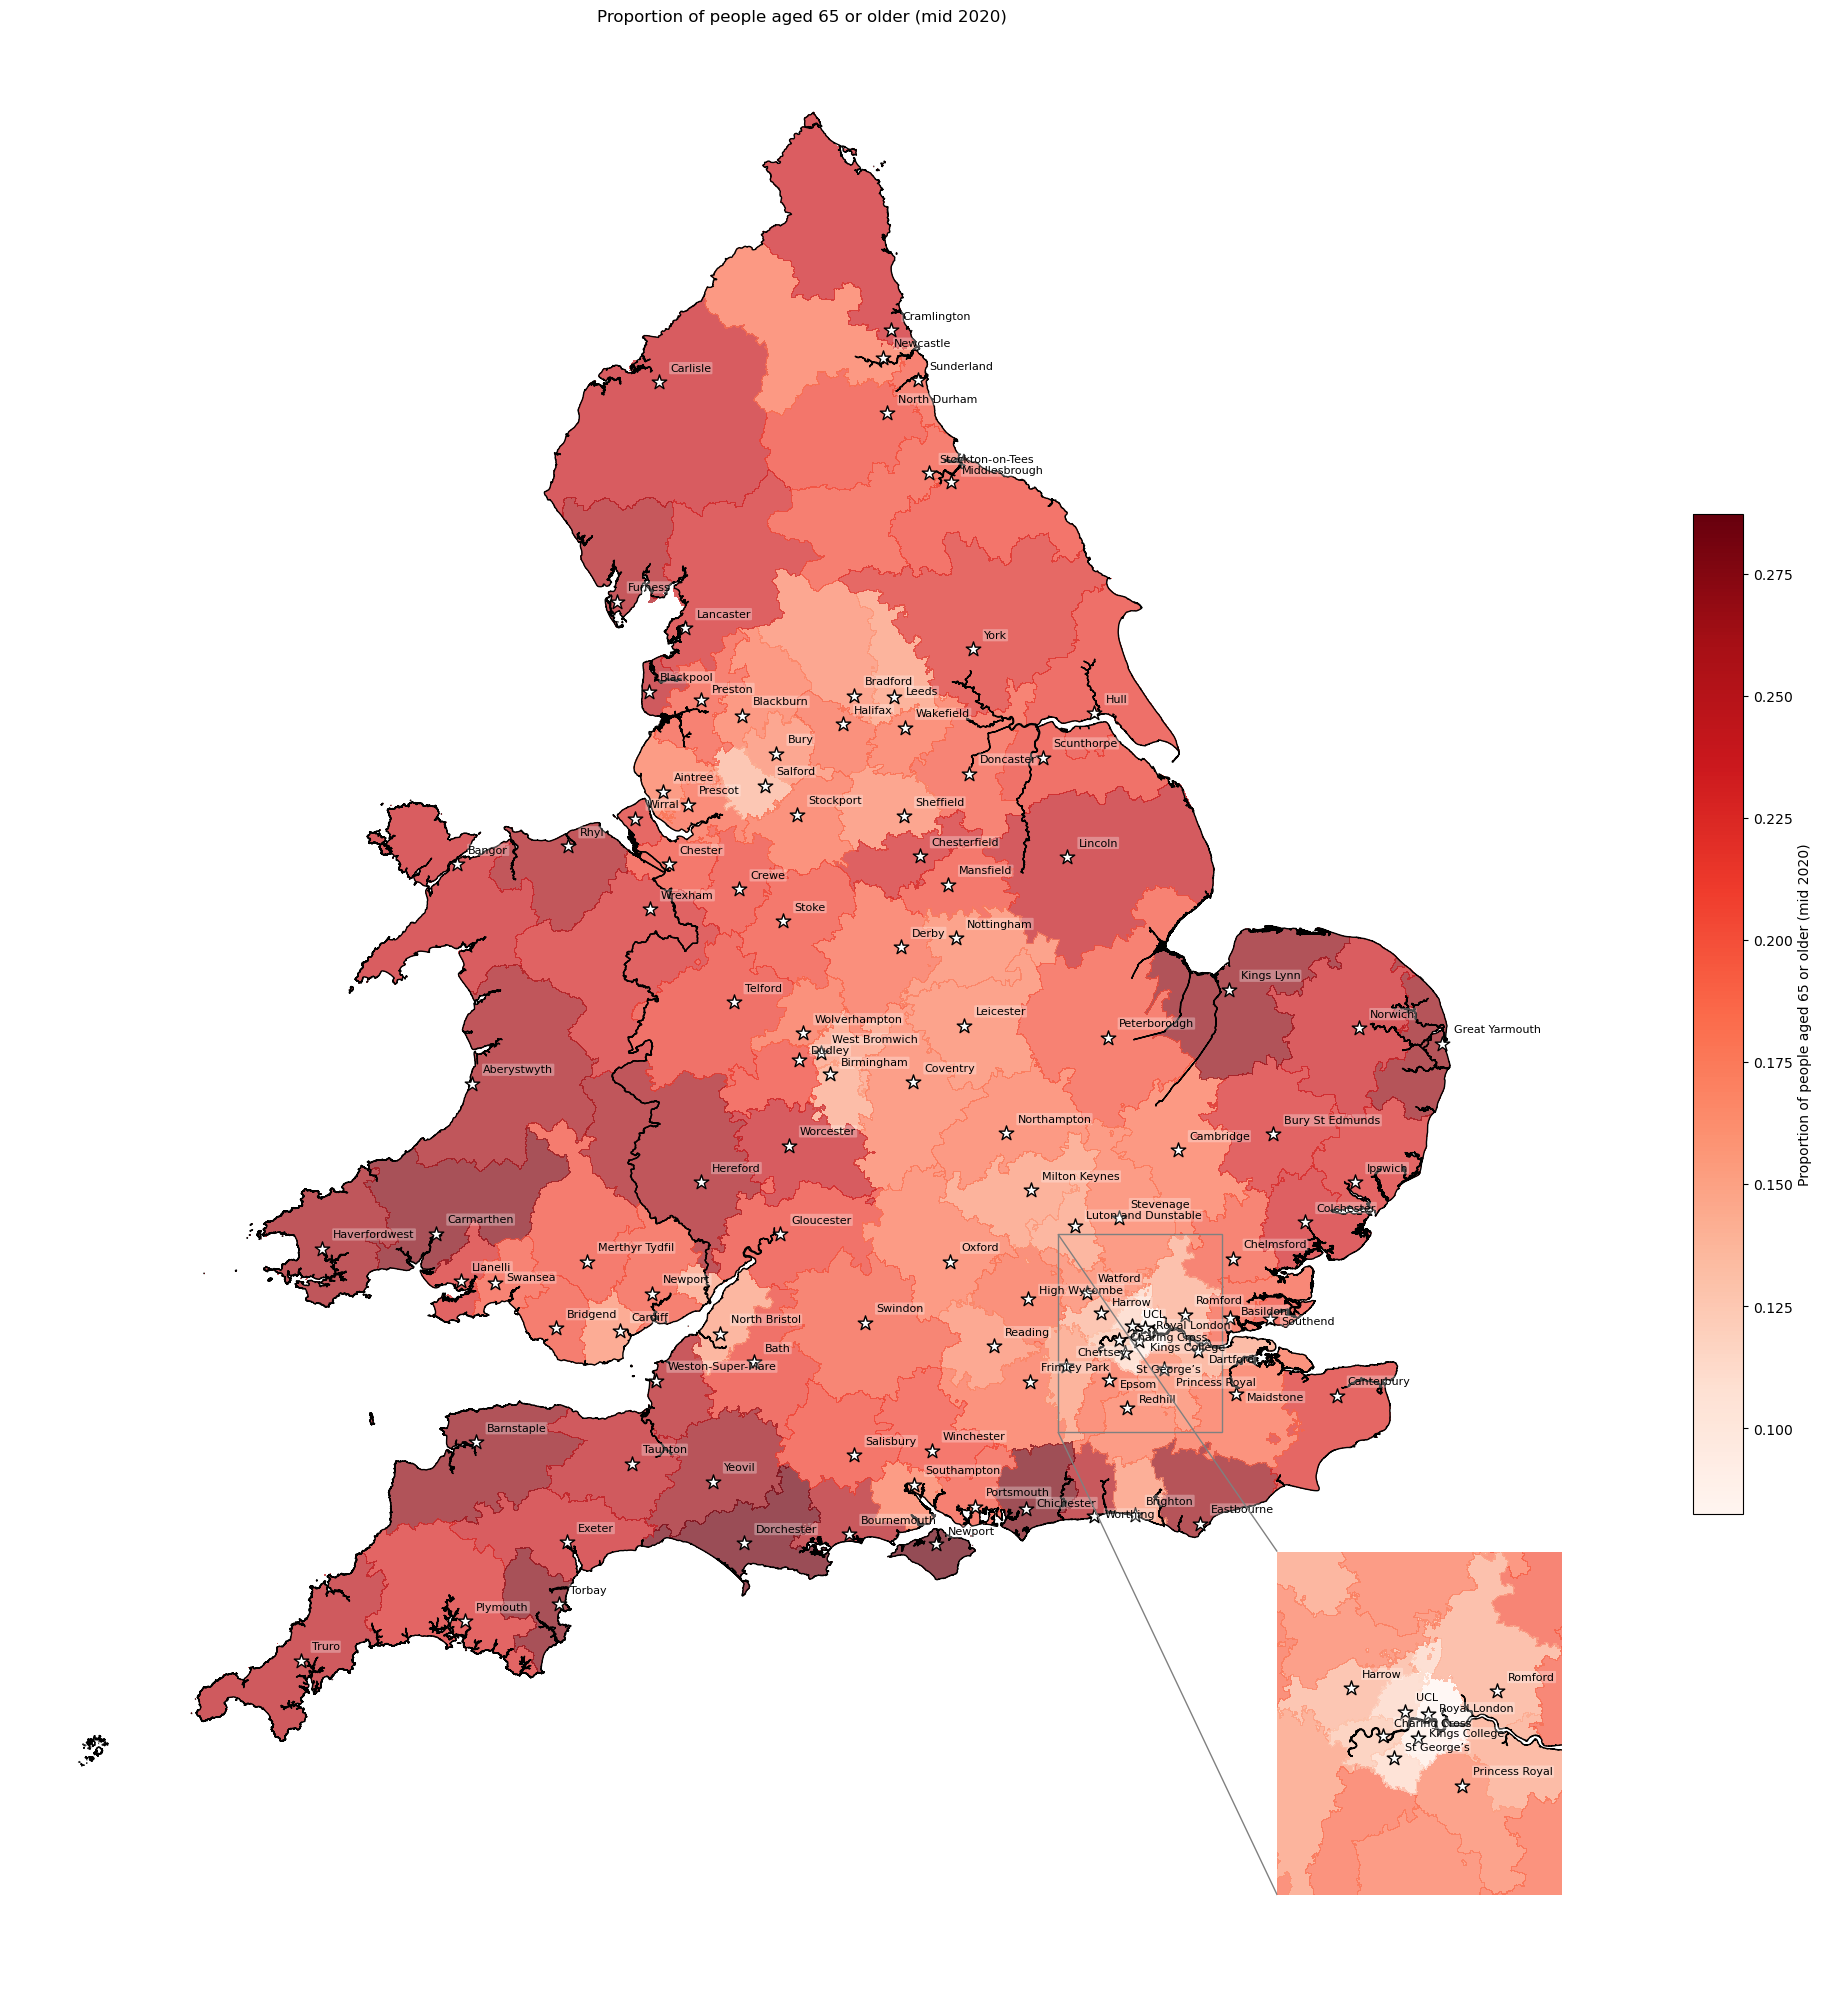 Proportion of people aged 65 or older (mid 2020)
Cramlington
Newcastle
Sunderland
Carlisle
North Durham
Stockton-on-Tees
Middlesbrough
Furness
Lancaster
York
Blackpool
Preston
Blackburn
Bradford
Leeds
Halifax
Wakefield
Hull
Bury
Scunthorpe
Doncaster
Aintree
Salford
Prescot
Wirral
Stockport
Sheffield
Rhyl
Bangor
Chester
Chesterfield
Lincoln
Crewe
Mansfield
Wrexham
Stoke
Derby
Nottingham
Kings Lynn
Telford
Leicester
Norwich
Wolverhampton
West Bromwich
Peterborough
Great Yarmouth
Dudley
Birmingham
Aberystwyth
Coventry
Northampton
Bury St Edmunds
Worcester
Cambridge
Hereford
Milton Keynes
Ipswich
Carmarthen
Haverfordwest
Gloucester
Stevenage
Luton and Dunstable
Colchester
Merthyr Tydfil
Oxford
Chelmsford
Llanelli
Swansea
Newport
Watford
High Wycombe
Harrow
Romford
Bridgend
Cardiff
North Bristol
Swindon
UCL
Royal London
Basildon
Southend
Reading
Charing Cross
Kings College
Bath
Chertsey
Dartford
Weston-Super-Mare
Frimley Park
St George’s
Epsom
Princess Royal
Canterbury
Maidstone
Redhill
Barnstaple
Taunton
Yeovil
Salisbury
Winchester
Southampton
Portsmouth
Chichester
Worthing
Brighton
Eastbourne
Exeter
Dorchester
Bournemouth
Newport
Torbay
Plymouth
Truro
Harrow
Romford
UCL
Royal London
Charing Cross
Kings College
St George’s
Princess Royal
0.275
0.250
0.225
0.200
0.175
0.150
0.125
0.100
Proportion of people aged 65 or older (mid 2020)